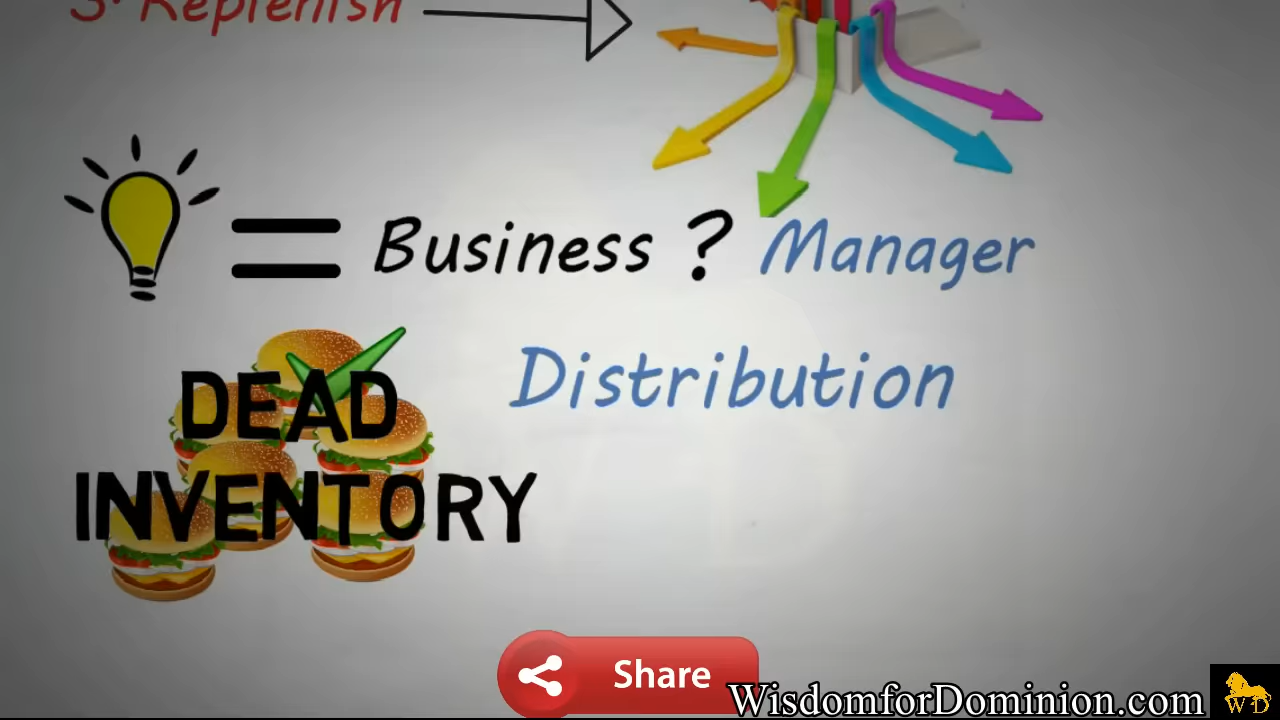 3. Replenish
= Business ? Manager
DEAD
Distribution
INVENTORY
Share
WisdomforDominion.com
WD